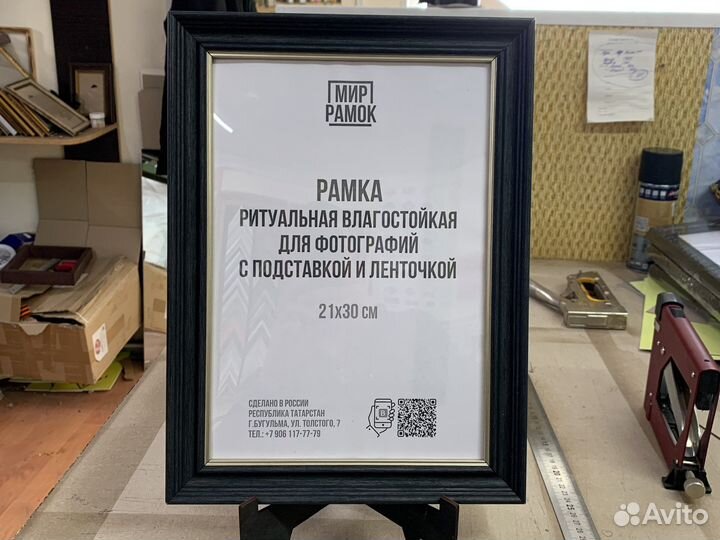 МИР
РАМОК
РАМКА
РИТУАЛЬНАЯ ВЛАГОСТОЙКАЯ
ДЛЯ ФОТОГРАФИЙ
С ПОДСТАВКОЙ И ЛЕНТОЧКОЙ
21х30 СМ
СДЕЛАНО В РОССИИ
РЕСПУБЛИКА ТАТАРСТАН
Г.БУГУЛЬМА, УЛ. ТОЛСТОГО, 7
ТЕЛ.: +7 906 117-77-79
Avito